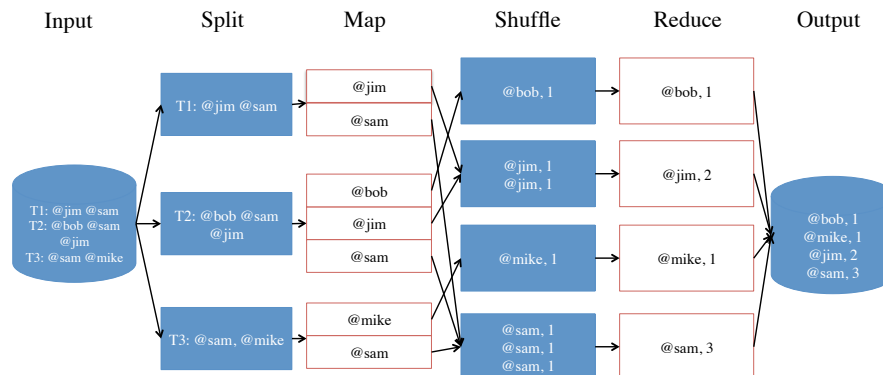 Input
Split
Map
Shuffle
Reduce
Output
T1: @jim @sam
T2: @bob @sam
@jim
T3: @sam @mike
T1: @jim @sam
T2: @bob @sam
@jim
T3: @sam, @mike
@jim
@sam
@bob
@jim
@sam
@mike
@sam
@bob, 1
@jim, 1
@jim, 1
@mike, 1
@sam, 1
@sam, 1
@sam, 1
@bob, 1
@jim, 2
@mike, 1
@sam, 3
@bob, 1
@mike, 1
@jim, 2
@sam, 3